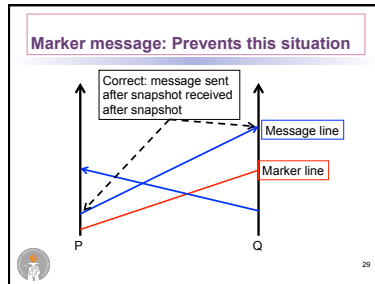 Marker message: Prevents this situation
Correct: message sent
after snapshot received
after snapshot
Message line
Marker line
P
Q
29